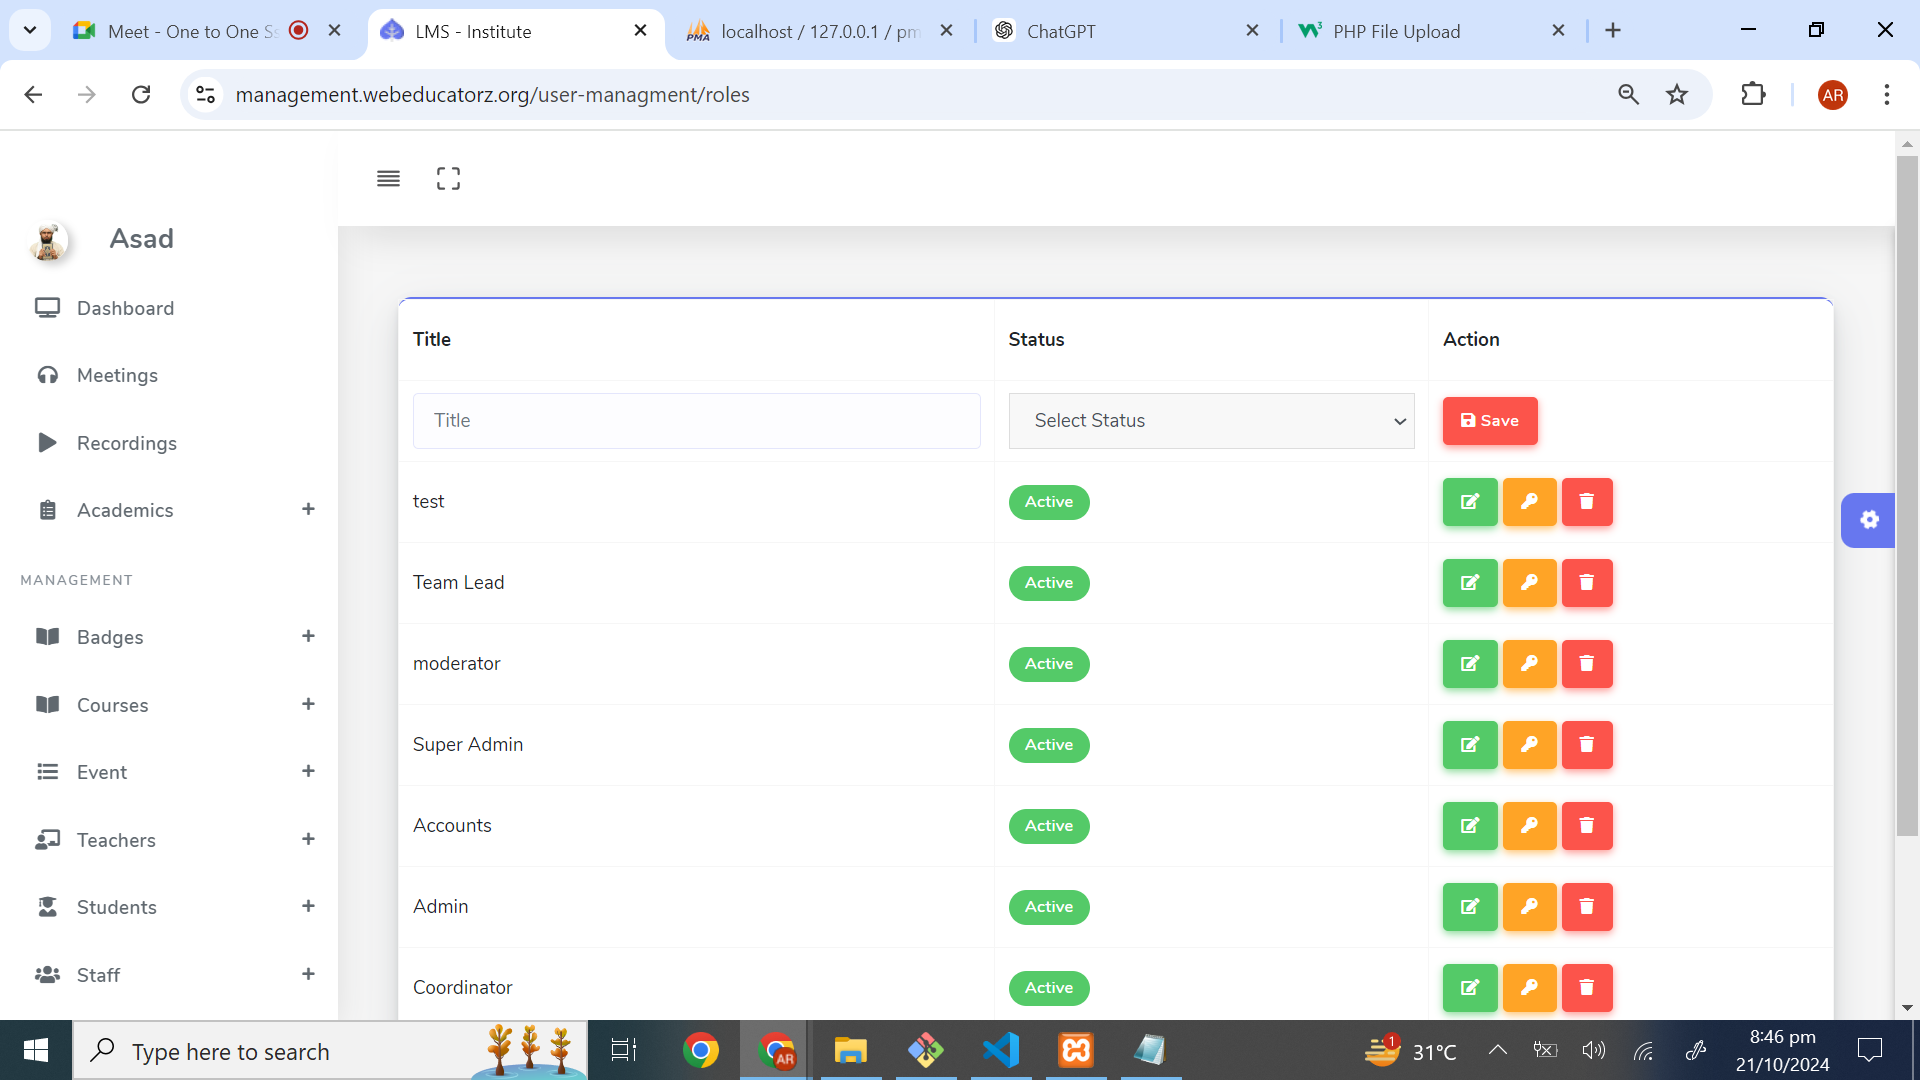 Meet - One to One Ss
LMS - Institute
localhost / 127.0.0.1 / pm
ChatGPT
PHP File Upload
management.webeducatorz.org/user-managment/roles
AR
Asad
Dashboard
Meetings
Recordings
Academics
MANAGEMENT
Badges
Courses
Event
Teachers
Students
Staff
Title Status Action
Title Select Status Save
test Active
Team Lead Active
moderator Active
Super Admin Active
Accounts Active
Admin Active
Coordinator Active
Type here to search
AR
1
31°C
8:46 pm
21/10/2024